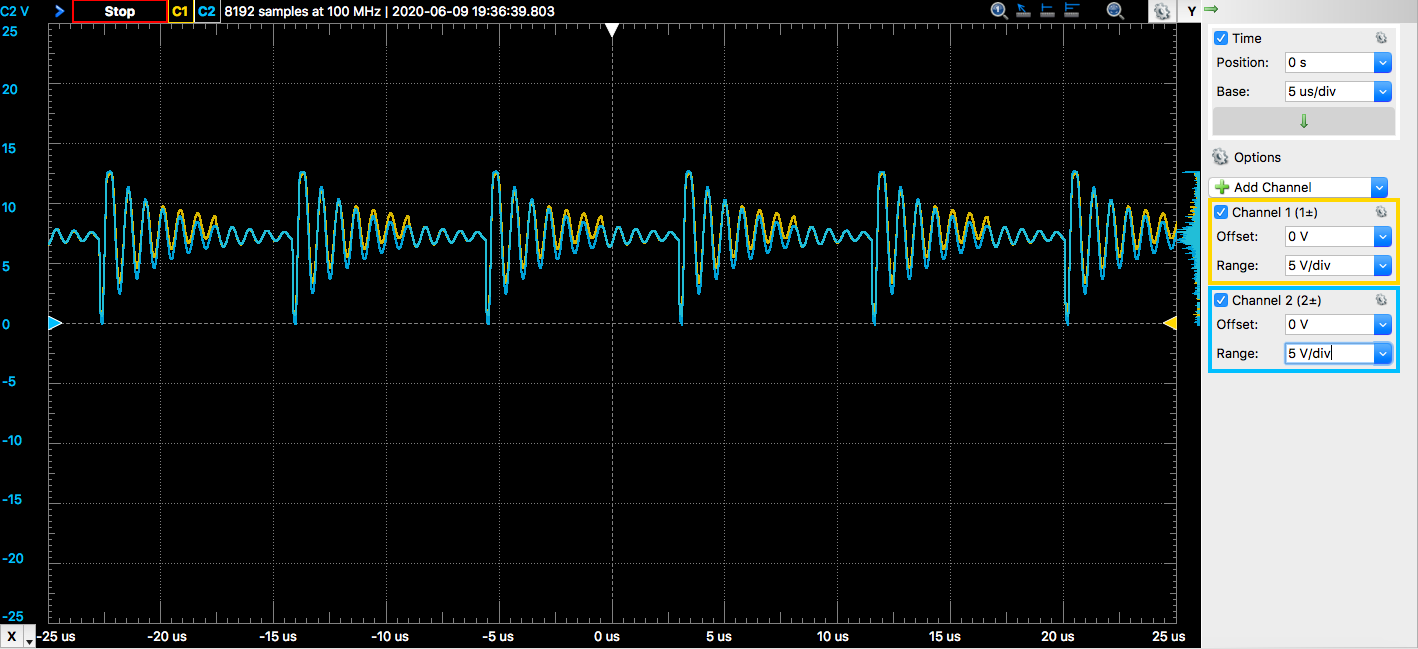 C2 V Stop C1 C2 8192 samples at 100 MHz | 2020-06-09 19:36:39.803 Y
25
20
15
10
5
0
-5
-10
-15
-20
-25
X -25 us -20 us -15 us -10 us -5 us 0 us 5 us 10 us 15 us 20 us 25 us
Time
Position: 0 s
Base: 5 us/div
Options
Add Channel
Channel 1 (1±)
Offset: 0 V
Range: 5 V/div
Channel 2 (2±)
Offset: 0 V
Range: 5 V/div